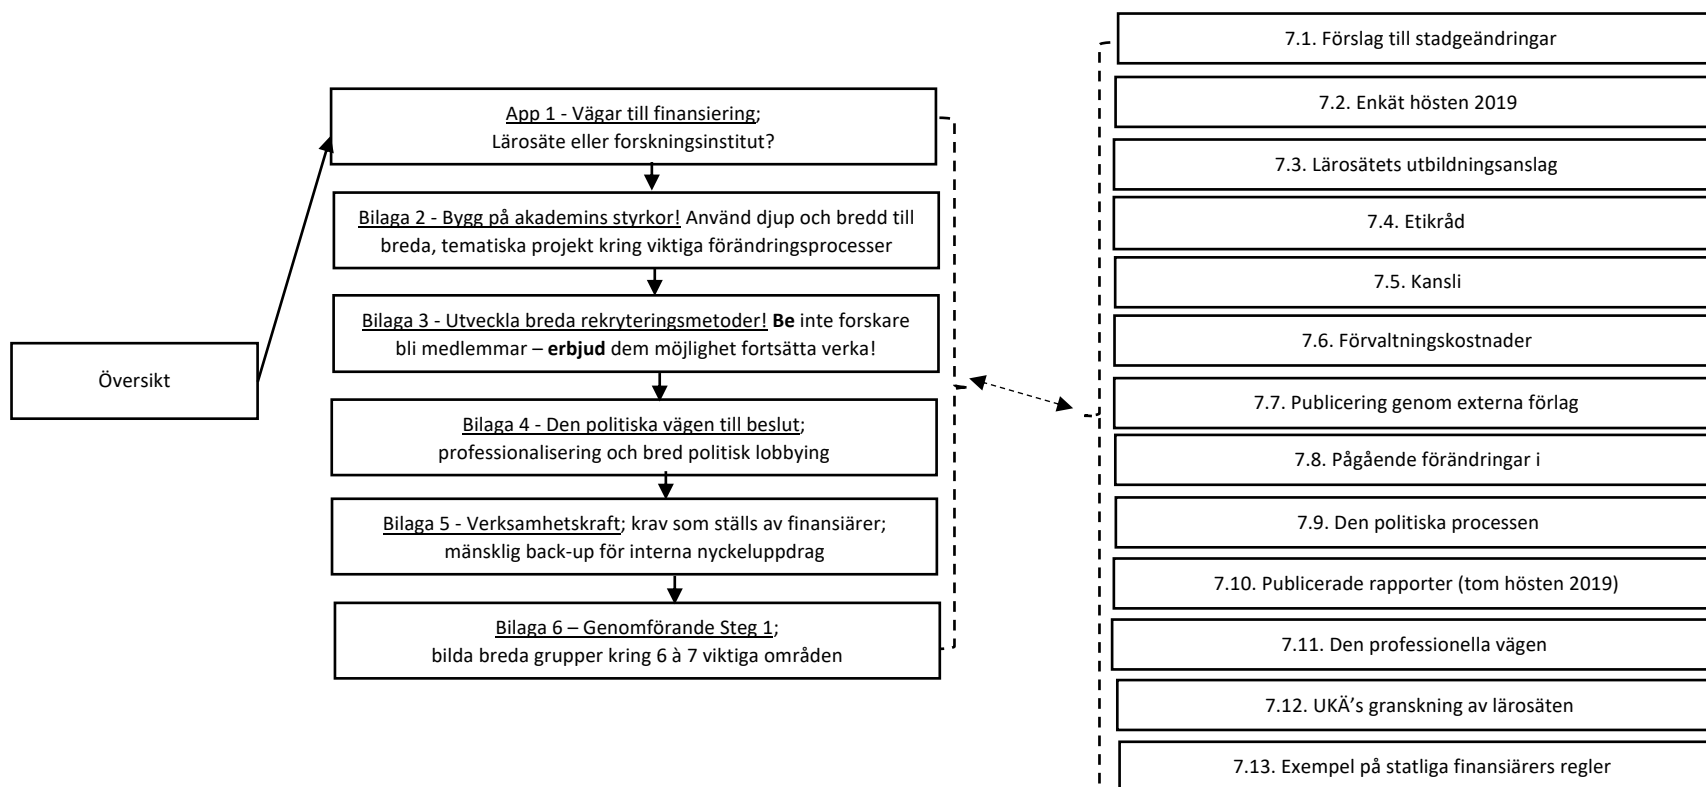 Översikt
App 1 - Vägar till finansiering;
Lärosäte eller forskningsinstitut?
Bilaga 2 - Bygg på akademins styrkor! Använd djup och bredd till
breda, tematiska projekt kring viktiga förändringsprocesser
Bilaga 3 - Utveckla breda rekryteringsmetoder! Be inte forskare
bli medlemmar – erbjud dem möjlighet fortsätta verka!
Bilaga 4 - Den politiska vägen till beslut;
professionalisering och bred politisk lobbying
Bilaga 5 - Verksamhetskraft; krav som ställs av finansiärer;
mänsklig back-up för interna nyckeluppdrag
Bilaga 6 – Genomförande Steg 1;
bilda breda grupper kring 6 à 7 viktiga områden
7.1. Förslag till stadgeändringar
7.2. Enkät hösten 2019
7.3. Lärosätets utbildningsanslag
7.4. Etikråd
7.5. Kansli
7.6. Förvaltningskostnader
7.7. Publicering genom externa förlag
7.8. Pågående förändringar i
7.9. Den politiska processen
7.10. Publicerade rapporter (tom hösten 2019)
7.11. Den professionella vägen
7.12. UKÄ's granskning av lärosäten
7.13. Exempel på statliga finansiärers regler